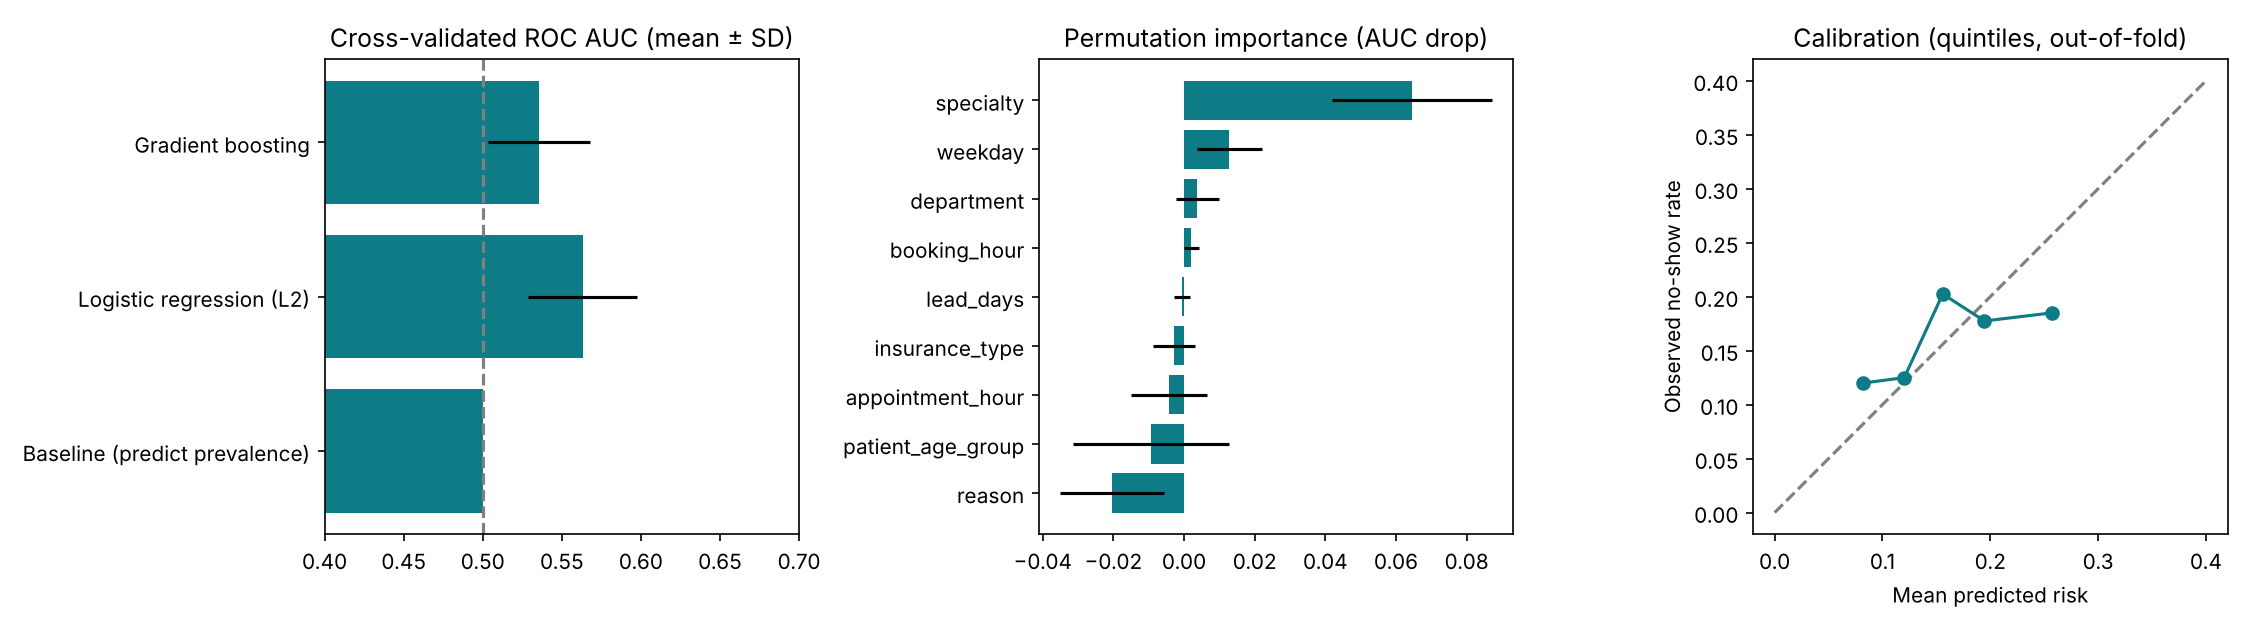 Cross-validated ROC AUC (mean ± SD)
Gradient boosting
Logistic regression (L2)
Baseline (predict prevalence)
0.40 0.45 0.50 0.55 0.60 0.65 0.70
Permutation importance (AUC drop)
specialty
weekday
department
booking_hour
lead_days
insurance_type
appointment_hour
patient_age_group
reason
−0.04 −0.02 0.00 0.02 0.04 0.06 0.08
Calibration (quintiles, out-of-fold)
Observed no-show rate
0.40
0.35
0.30
0.25
0.20
0.15
0.10
0.05
0.00
0.0 0.1 0.2 0.3 0.4
Mean predicted risk